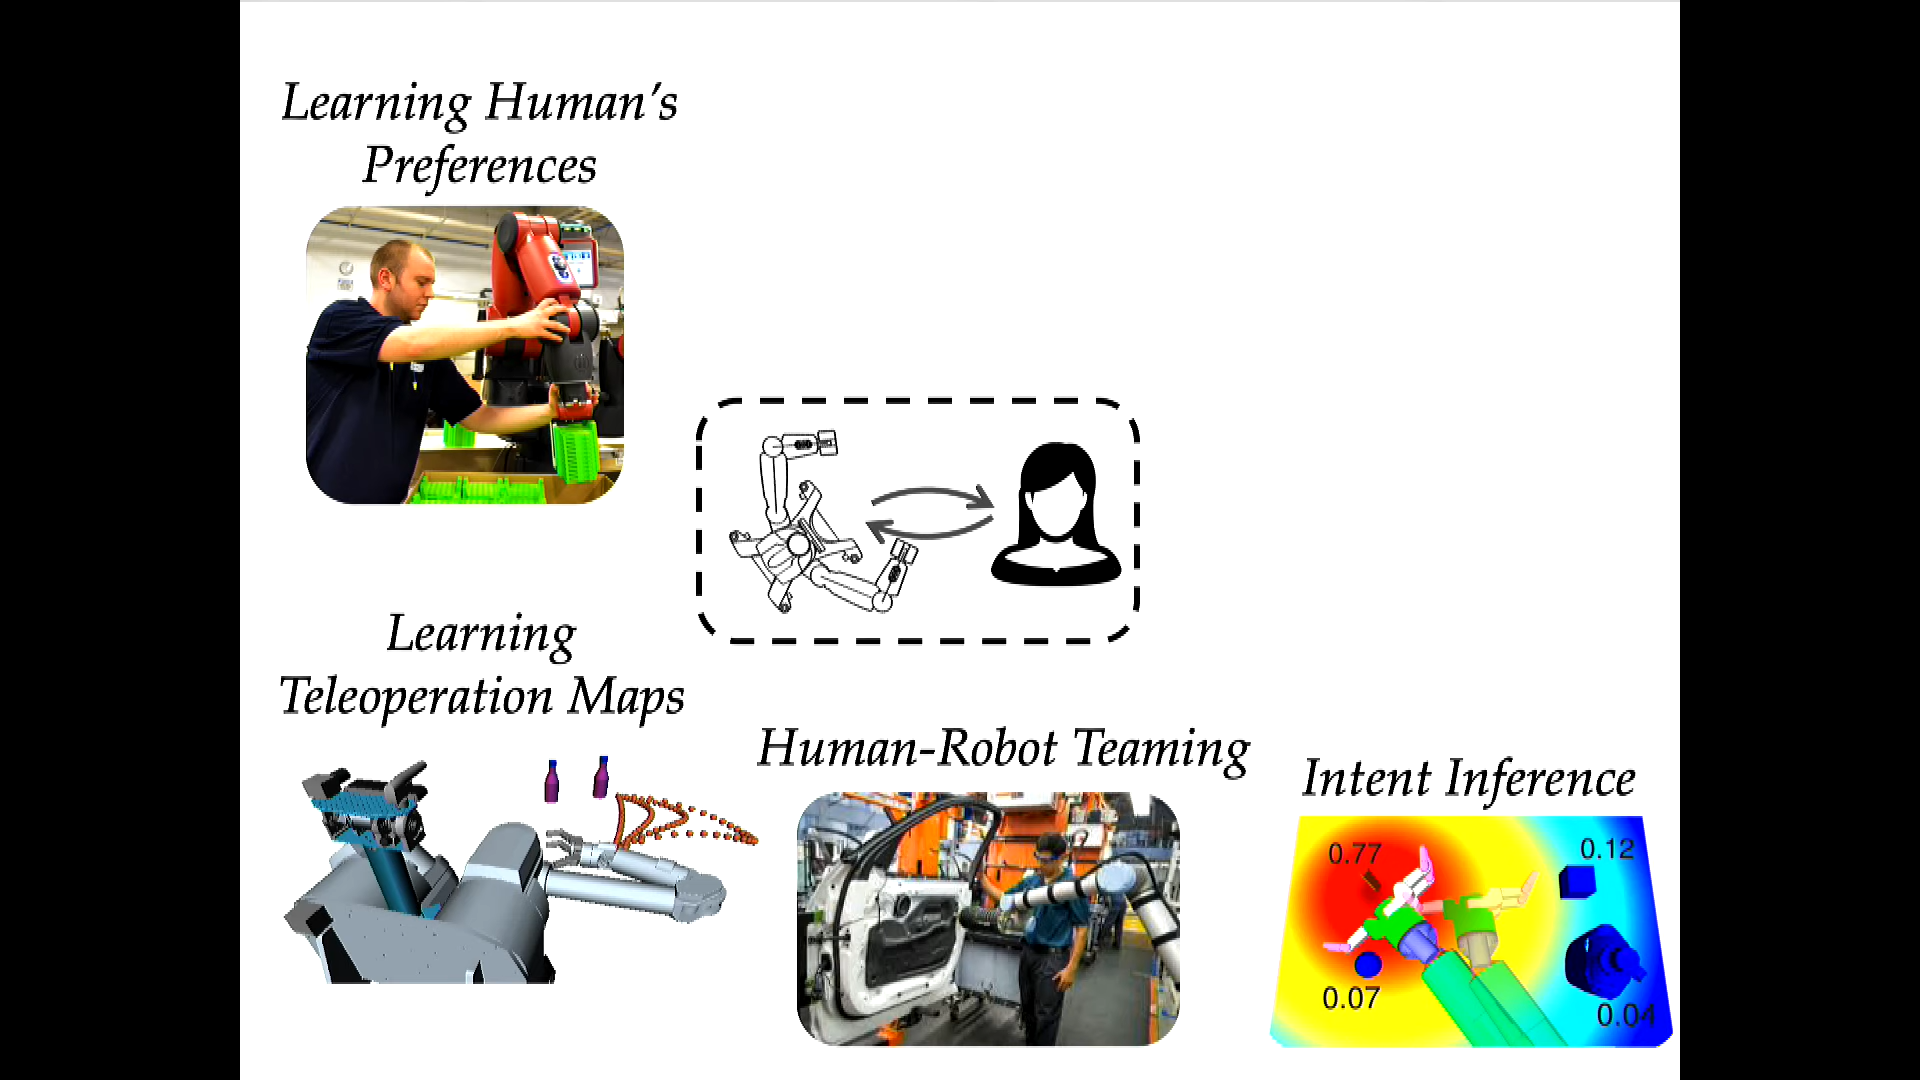 Learning Human's
Preferences
Learning
Teleoperation Maps
Human-Robot Teaming
Intent Inference
0.77
0.12
0.07
0.04